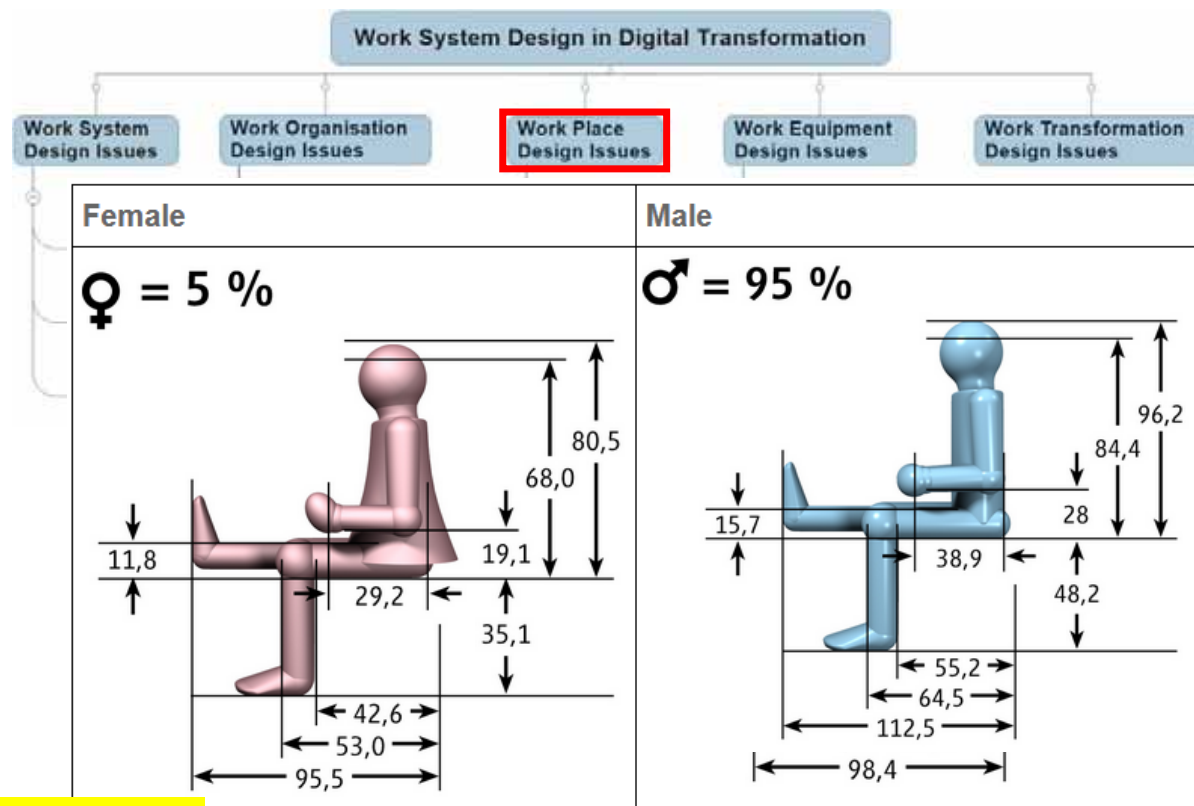 Work System Design in Digital Transformation
Work System
Design Issues
Work Organisation
Design Issues
Work Place
Design Issues
Work Equipment
Design Issues
Work Transformation
Design Issues
Female
Male
♀ = 5 %
♂ = 95 %
80,5
68,0
11,8
19,1
29,2
35,1
42,6
53,0
95,5
96,2
84,4
15,7
28
38,9
48,2
55,2
64,5
112,5
98,4